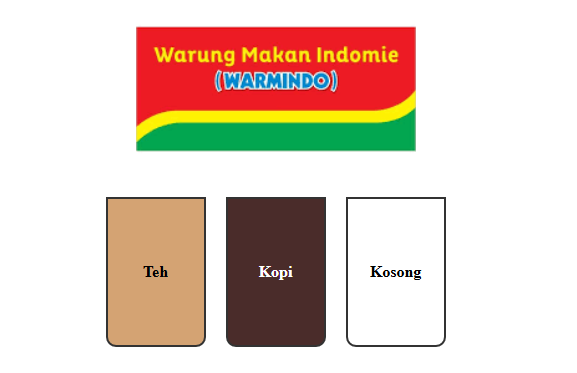 Warung Makan Indomie
(WARMINDO)
Teh
Kopi
Kosong